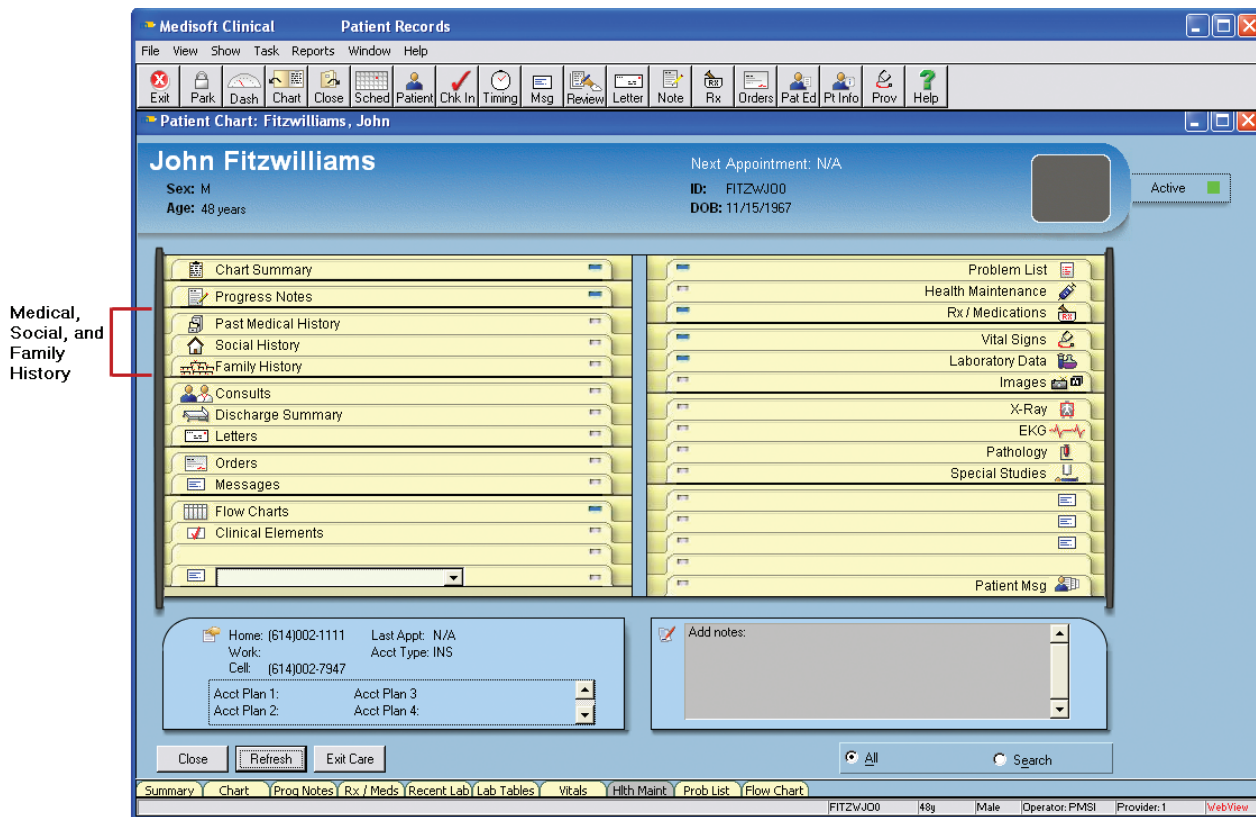 Medisoft Clinical Patient Records
File View Show Task Reports Window Help
Exit Park Dash Chart Close Sched Patient Chk In Timing Msg Review Letter Note Rx Orders Pat Ed Pt Info Prov Help
Patient Chart: Fitzwilliams, John
John Fitzwilliams
Next Appointment: N/A
Sex: M
ID: FITZWJO0
Active
Age: 48 years
DOB: 11/15/1967
Medical,
Social, and
Family
History
Chart Summary
Progress Notes
Past Medical History
Social History
Family History
Consults
Discharge Summary
Letters
Orders
Messages
Flow Charts
Clinical Elements
Problem List
Health Maintenance
Rx / Medications
RX
Vital Signs
Laboratory Data
Images
X-Ray
EKG
Pathology
Special Studies
Patient Msg
Home: (614)002-1111 Last Appt: N/A
Work: Acct Type: INS
Cell: (614)002-7947
Acct Plan 1: Acct Plan 3
Acct Plan 2: Acct Plan 4:
Add notes:
Close Refresh Exit Care
All Search
Summary Chart Prog Notes Rx / Meds Recent Lab Lab Tables Vitals Hlth Maint Prob List Flow Chart
FITZWJO0 48y Male Operator: PMSI Provider: 1 WebView